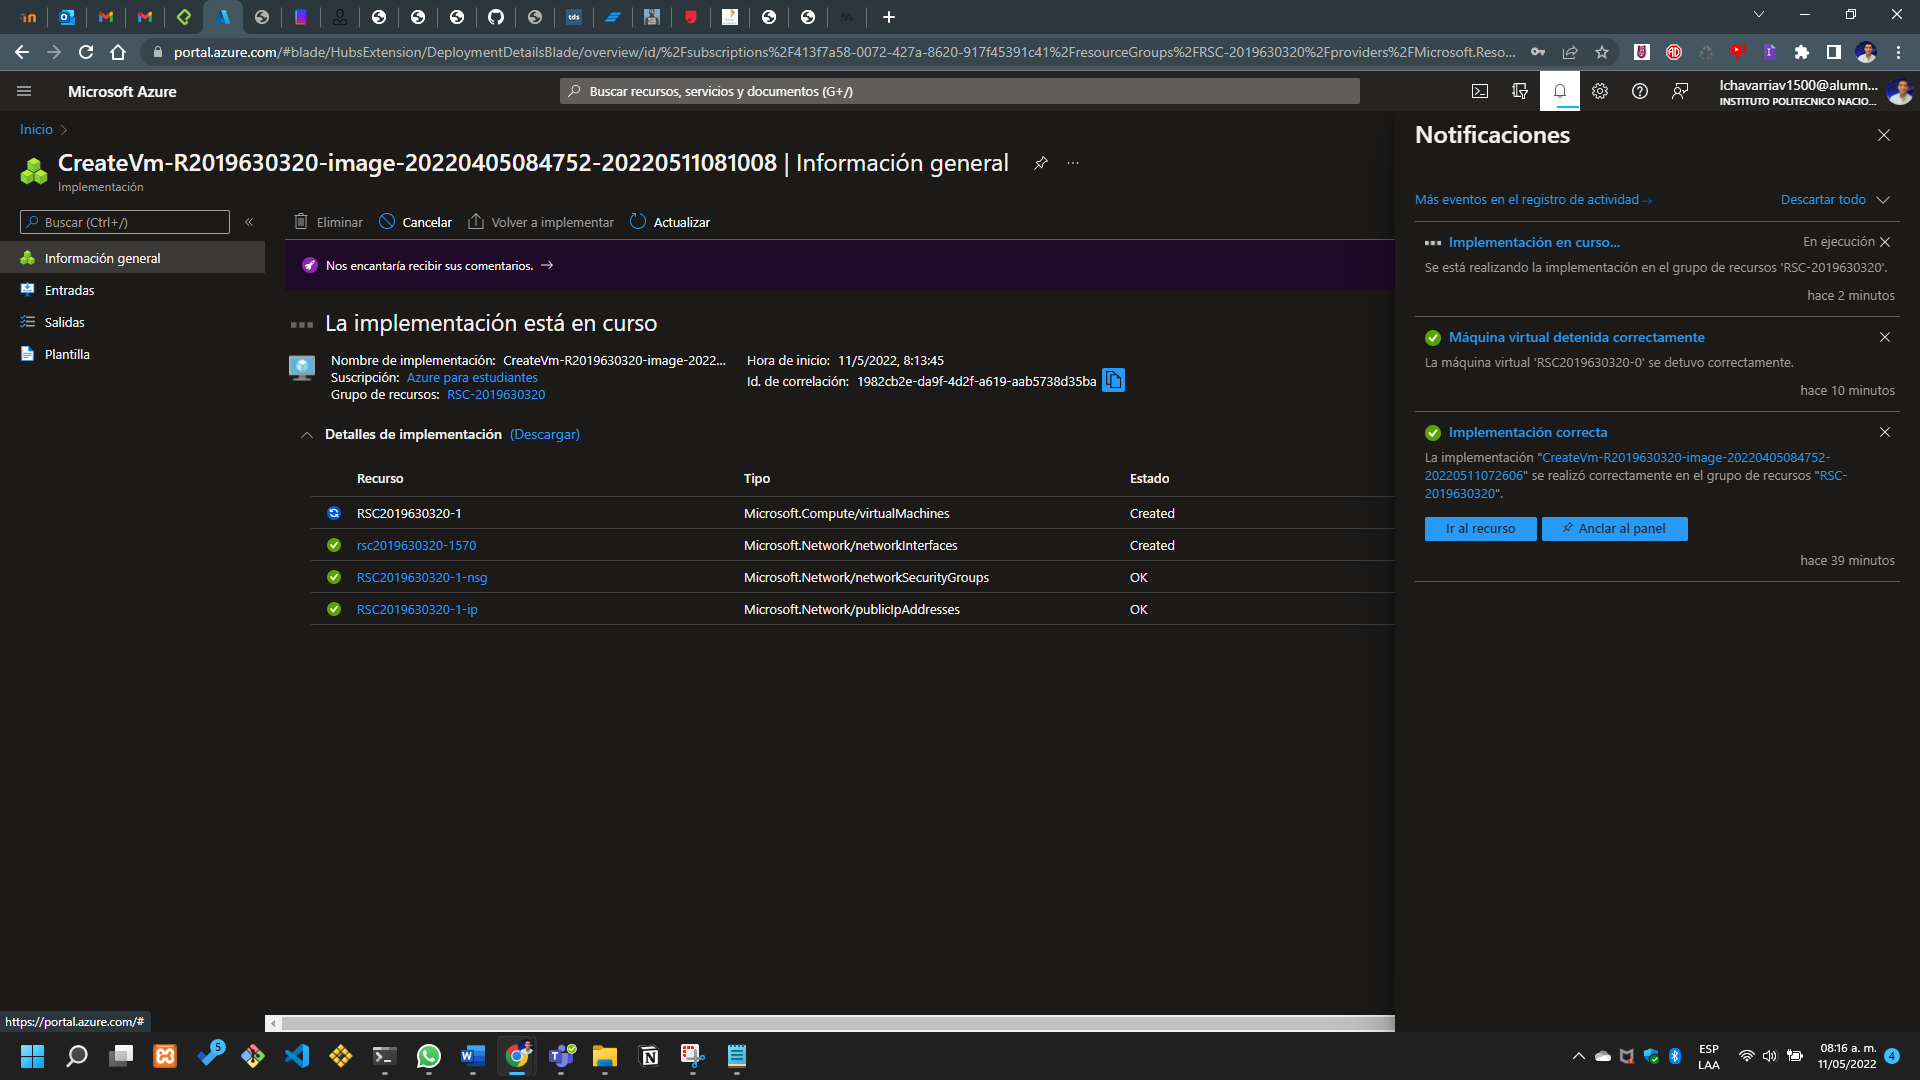 portal.azure.com/#blade/HubsExtension/DeploymentDetailsBlade/overview/id/%2Fsubscriptions%2F413f7a58-0072-427a-8620-917f45391c41%2FresourceGroups%2FRSC-2019630320%2Fproviders%2FMicrosoft.Reso...
Microsoft Azure
Buscar recursos, servicios y documentos (G+/)
lchavarriav1500@alumn...
INSTITUTO POLITECNICO NACIO...
Inicio
CreateVm-R2019630320-image-20220405084752-20220511081008 | Información general
Implementación
Buscar (Ctrl+/)
Información general
Entradas
Salidas
Plantilla
Eliminar
Cancelar
Volver a implementar
Actualizar
Nos encantaría recibir sus comentarios. →
La implementación está en curso
Nombre de implementación: CreateVm-R2019630320-image-2022...
Suscripción: Azure para estudiantes
Grupo de recursos: RSC-2019630320
Hora de inicio: 11/5/2022, 8:13:45
Id. de correlación: 1982cb2e-da9f-4d2f-a619-aab5738d35ba
Detalles de implementación (Descargar)
Recurso Tipo Estado
RSC2019630320-1 Microsoft.Compute/virtualMachines Created
rsc2019630320-1570 Microsoft.Network/networkInterfaces Created
RSC2019630320-1-nsg Microsoft.Network/networkSecurityGroups OK
RSC2019630320-1-ip Microsoft.Network/publicIpAddresses OK
Notificaciones
Más eventos en el registro de actividad →
Descartar todo
Implementación en curso... En ejecución
Se está realizando la implementación en el grupo de recursos 'RSC-2019630320'.
hace 2 minutos
Máquina virtual detenida correctamente
La máquina virtual 'RSC2019630320-0' se detuvo correctamente.
hace 10 minutos
Implementación correcta
La implementación "CreateVm-R2019630320-image-20220405084752-
20220511072606" se realizó correctamente en el grupo de recursos "RSC-
2019630320".
Ir al recurso
Anclar al panel
hace 39 minutos
https://portal.azure.com/#
5
ESP
LAA
08:16 a. m.
11/05/2022
4